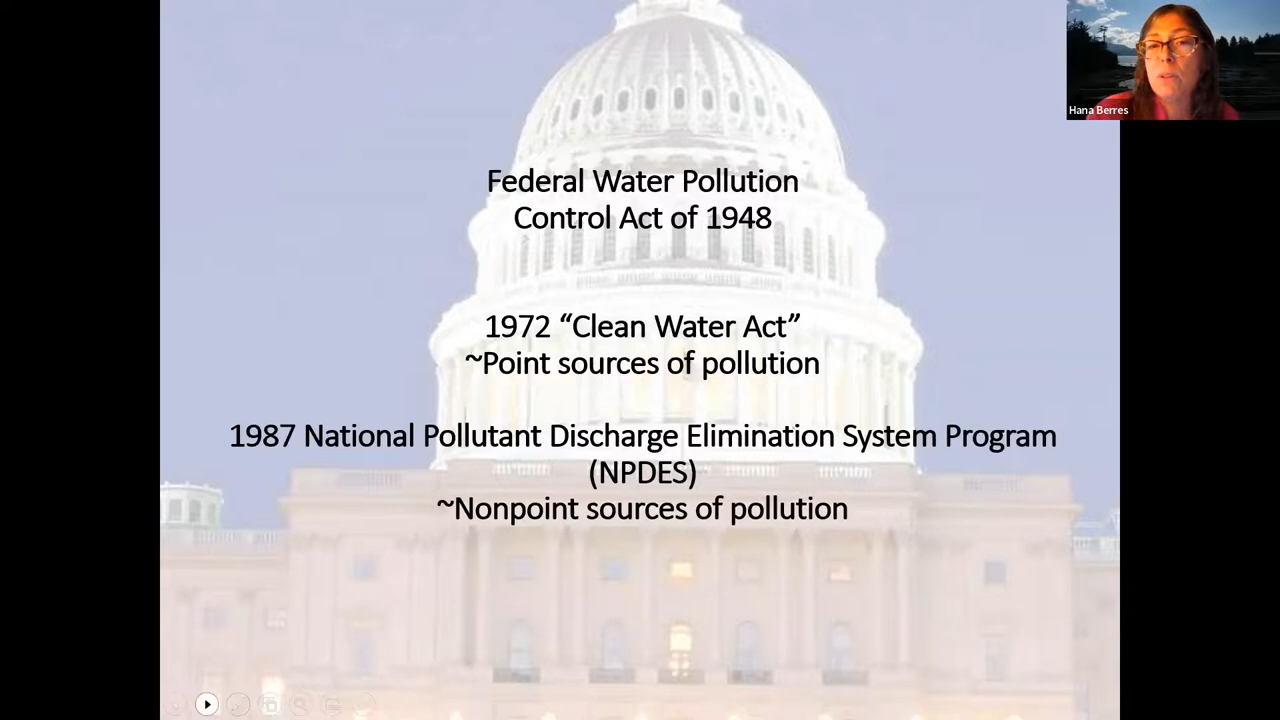 Hana Berres
Federal Water Pollution
Control Act of 1948
1972 “Clean Water Act”
~Point sources of pollution
1987 National Pollutant Discharge Elimination System Program
(NPDES)
~Nonpoint sources of pollution